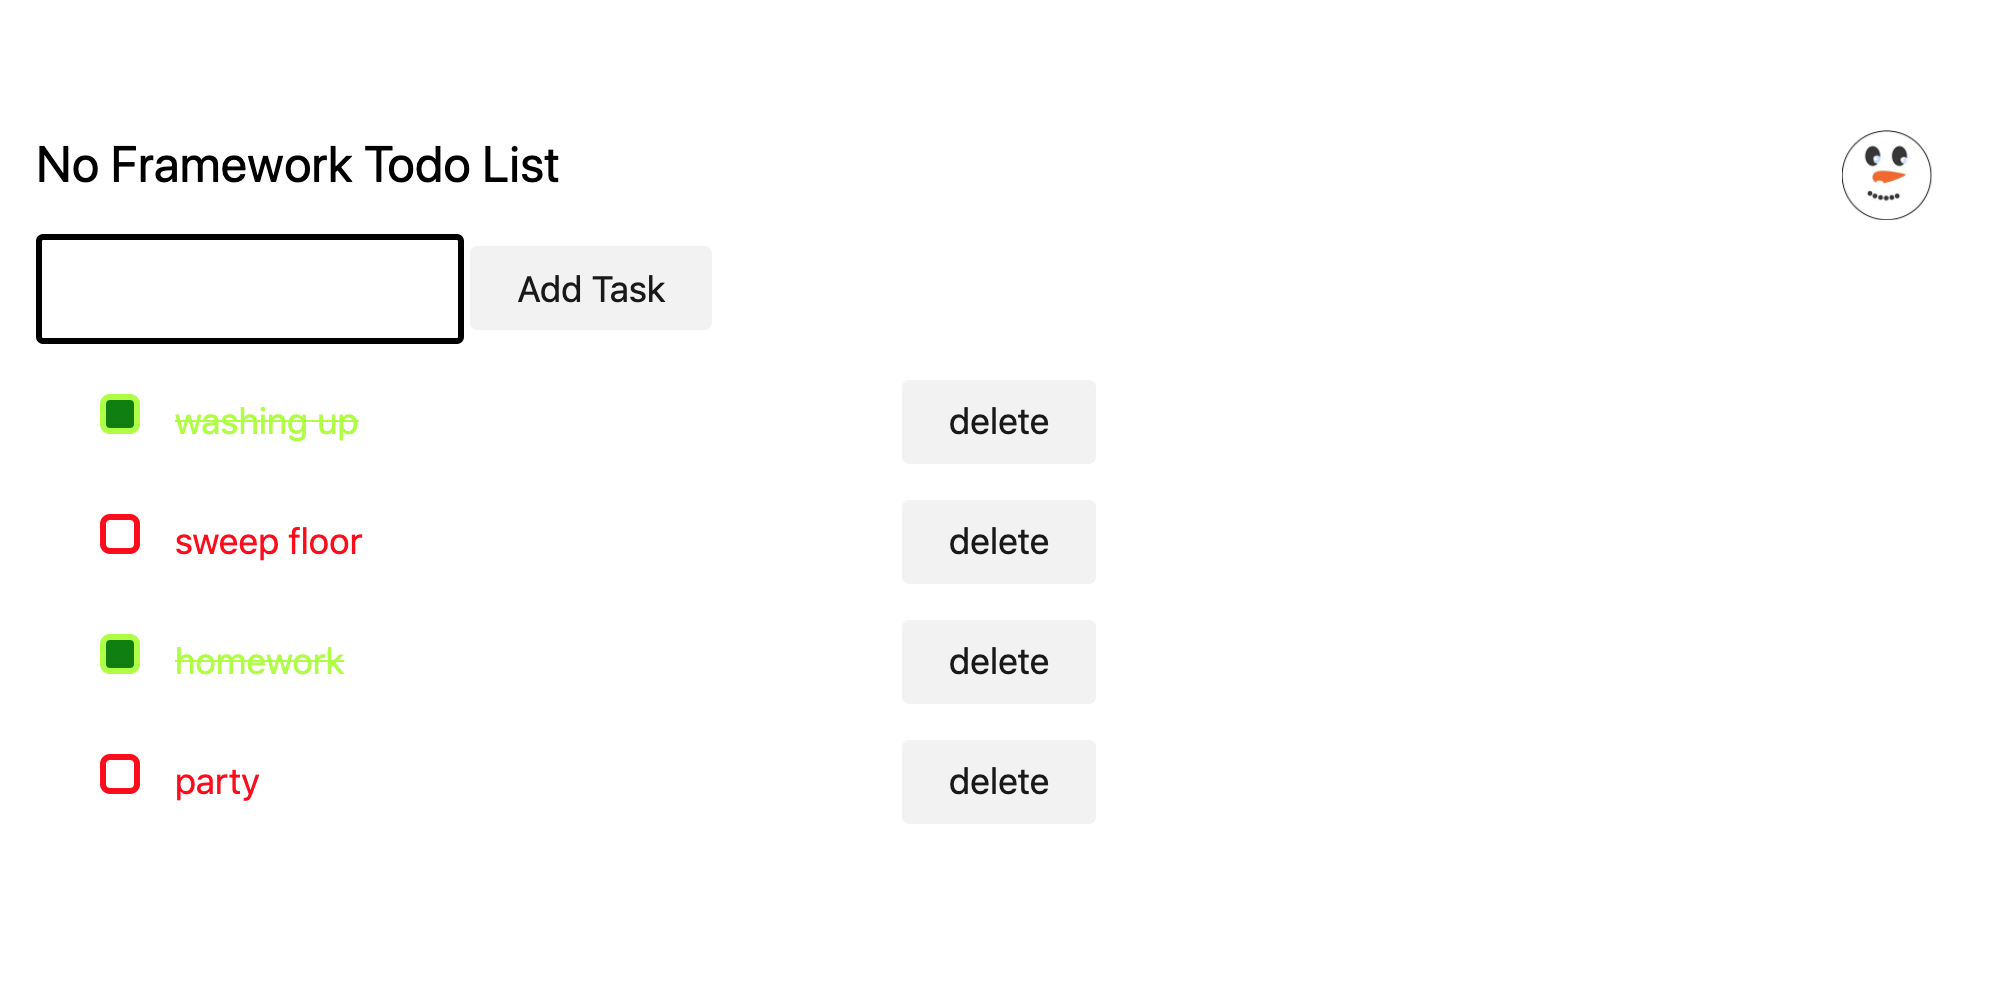 No Framework Todo List
Add Task
washing up
delete
sweep floor
delete
homework
delete
party
delete